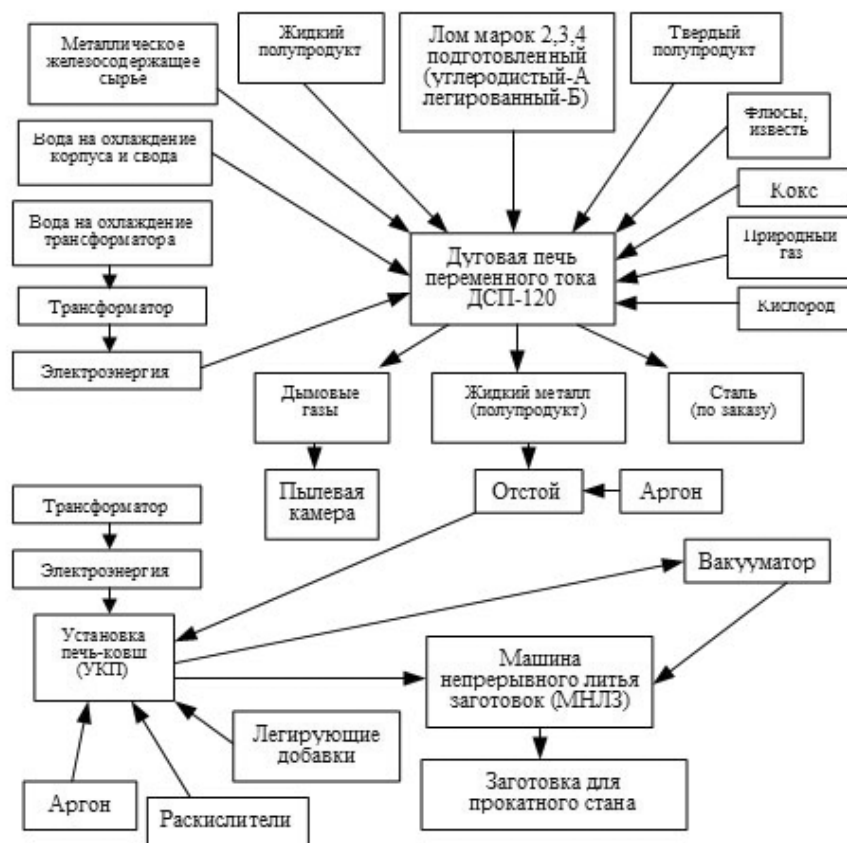 Металлическое
железосодержащее
сырье
Жидкий
полупродукт
Лом марок 2,3,4
подготовленный
(углеродистый-А
легированный-Б)
Твердый
полупродукт
Флюсы,
известь
Вода на охлаждение
корпуса и свода
Кокс
Вода на охлаждение
трансформатора
Дуговая печь
переменного тока
ДСП-120
Природный
газ
Трансформатор
Кислород
Электроэнергия
Дымовые
газы
Жидкий металл
(полупродукт)
Сталь
(по заказу)
Пылевая
камера
Отстой
Аргон
Трансформатор
Электроэнергия
Вакууматор
Установка
печь-ковш
(УКП)
Машина
непрерывного литья
заготовок (МНЛЗ)
Легирующие
добавки
Аргон
Раскислители
Заготовка для
прокатного стана